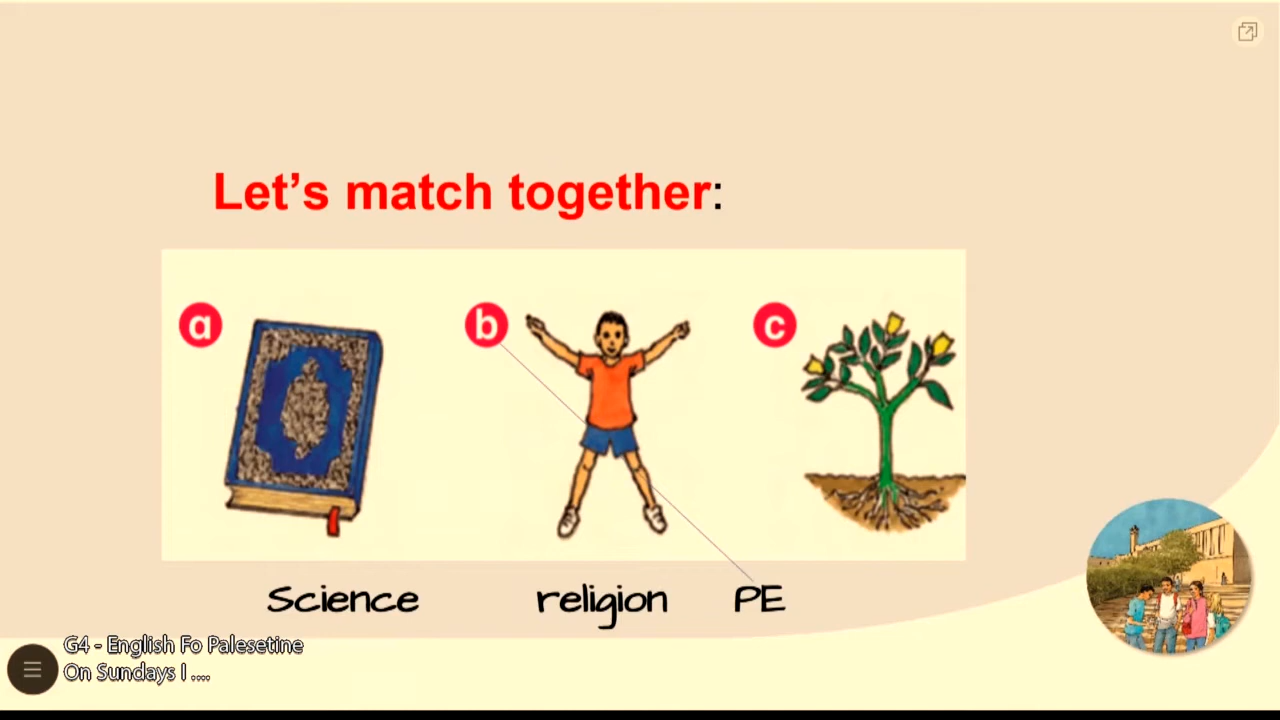 Let's match together:
a b c
Science religion PE
G4 - English Fo Palesetine
On Sundays I ....